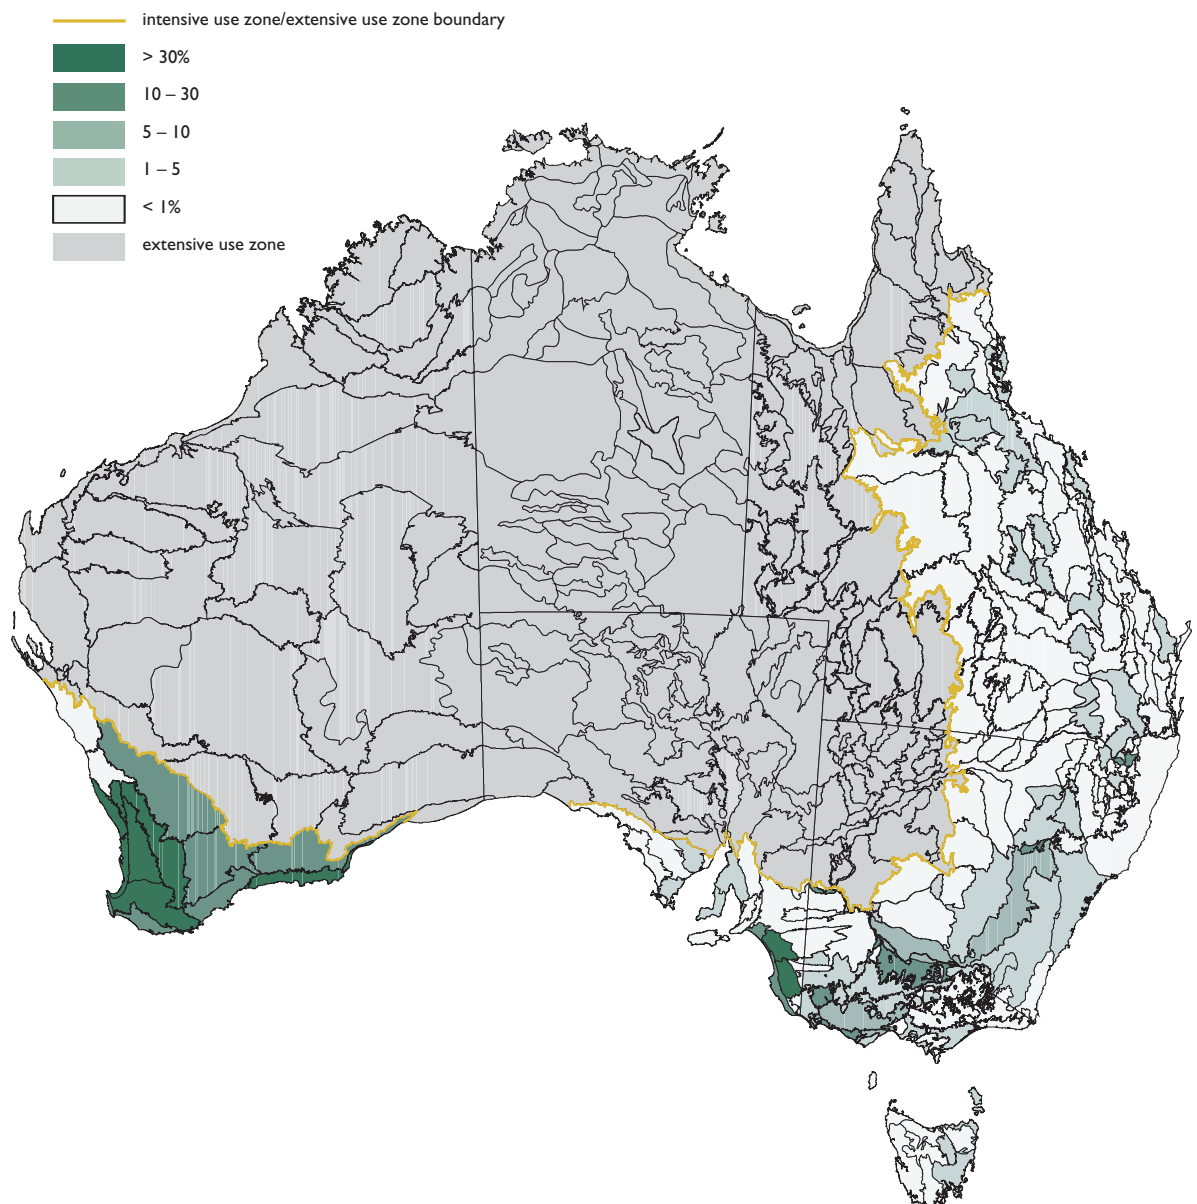 intensive use zone/extensive use zone boundary
> 30%
10 – 30
5 – 10
1 – 5
< 1%
extensive use zone